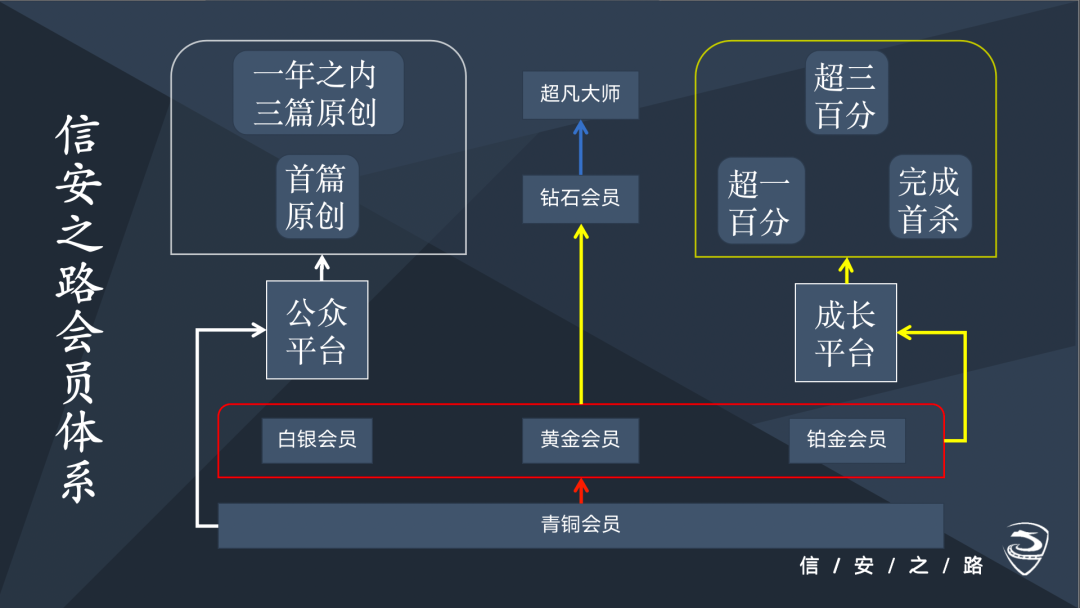 信安之路会员体系
一年之内
三篇原创
首篇
原创
公众
平台
超凡大师
钻石会员
超三
百分
超一
百分
完成
首杀
成长
平台
白银会员
黄金会员
铂金会员
青铜会员
信 / 安 / 之 / 路